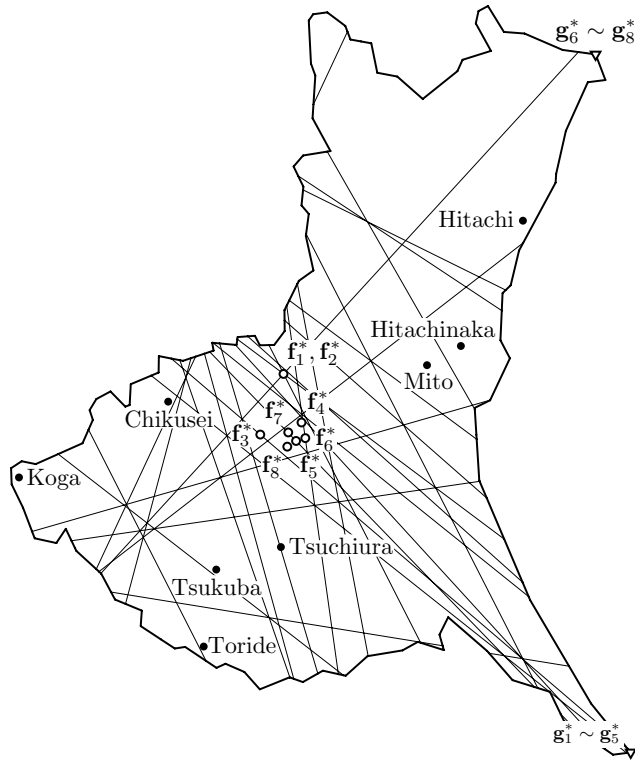 g*6 ~ g*8
Hitachi
Hitachinaka
f*1, f*2
Mito
f*4
f*7
Chikusei
f*3
f*6
f*8
f*5
Koga
Tsuchiura
Tsukuba
Toride
g*1 ~ g*5